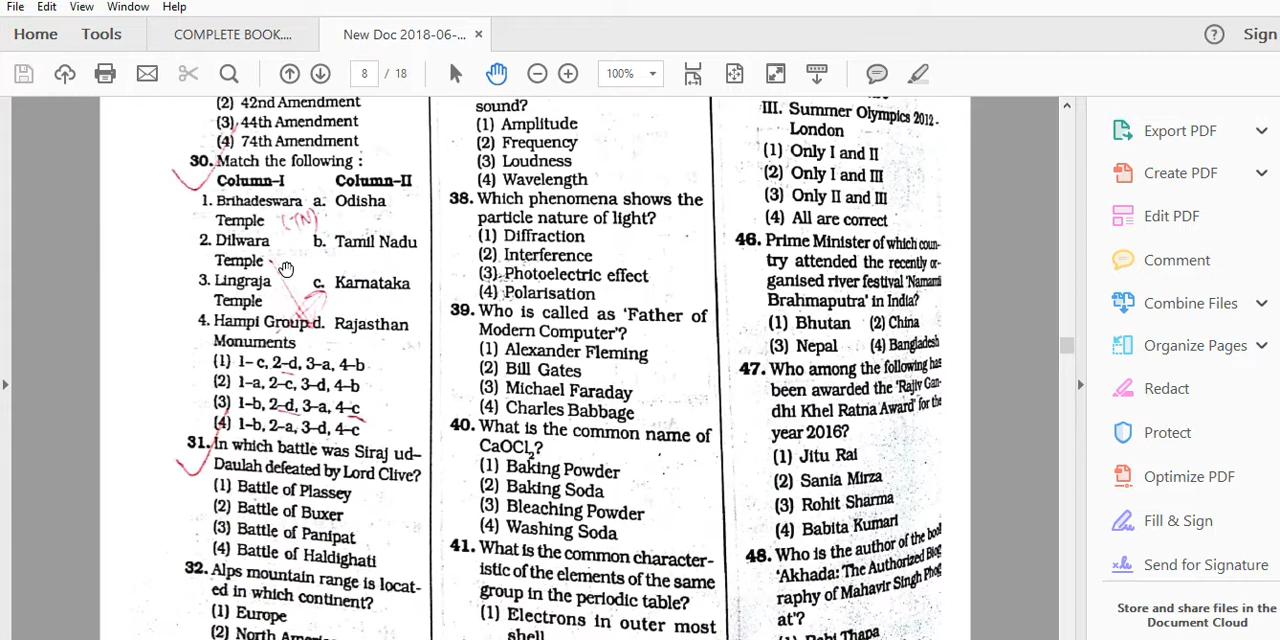 File Edit View Window Help
Home Tools COMPLETE BOOK.... New Doc 2018-06-... × ? Sign
8 / 18 100%
(2) 42nd Amendment
(3) 44th Amendment
(4) 74th Amendment
30. Match the following :
Column-I Column-II
1. Brihadeswara a. Odisha
Temple (TN)
2. Dilwara b. Tamil Nadu
Temple
3. Lingraja c. Karnataka
Temple
4. Hampi Group d. Rajasthan
Monuments
(1) 1-c, 2-d, 3-a, 4-b
(2) 1-a, 2-c, 3-d, 4-b
(3) 1-b, 2-d, 3-a, 4-c
(4) 1-b, 2-a, 3-d, 4-c
31. In which battle was Siraj ud-
Daulah defeated by Lord Clive?
(1) Battle of Plassey
(2) Battle of Buxer
(3) Battle of Panipat
(4) Battle of Haldighati
32. Alps mountain range is locat-
ed in which continent?
(1) Europe
(2) North
sound?
(1) Amplitude
(2) Frequency
(3) Loudness
(4) Wavelength
38. Which phenomena shows the
particle nature of light?
(1) Diffraction
(2) Interference
(3) Photoelectric effect
(4) Polarisation
39. Who is called as 'Father of
Modern Computer'?
(1) Alexander Fleming
(2) Bill Gates
(3) Michael Faraday
(4) Charles Babbage
40. What is the common name of
CaOCl2?
(1) Baking Powder
(2) Baking Soda
(3) Bleaching Powder
(4) Washing Soda
41. What is the common character-
istic of the elements of the same
group in the periodic table?
(1) Electrons in outer most
shell
III. Summer Olympics 2012-
London
(1) Only I and II
(2) Only I and III
(3) Only II and III
(4) All are correct
46. Prime Minister of which coun-
try attended the recently or-
ganised river festival 'Namami
Brahmaputra' in India?
(1) Bhutan (2) China
(3) Nepal (4) Bangladesh
47. Who among the following has
been awarded the 'Rajiv Gan-
dhi Khel Ratna Award' for the
year 2016?
(1) Jitu Rai
(2) Sania Mirza
(3) Rohit Sharma
(4) Babita Kumari
48. Who is the author of the book
'Akhada: The Authorized Biog
raphy of Mahavir Singh Phog
at'?
(1) Rabi Thapa
Export PDF
Create PDF
Edit PDF
Comment
Combine Files
Organize Pages
Redact
Protect
Optimize PDF
Fill & Sign
Send for Signature
Store and share files in the
Document Cloud